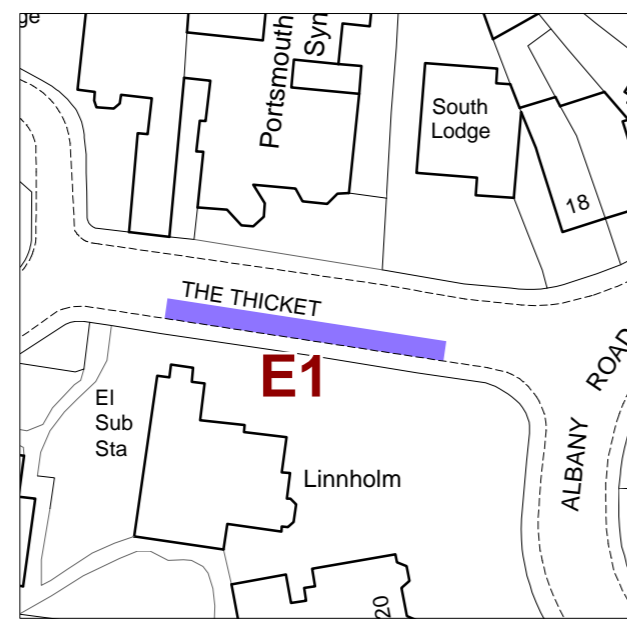 Portsmouth
Syn
South
Lodge
18
THE THICKET
E1
El
Sub
Sta
Linnholm
ALBANY ROAD
20